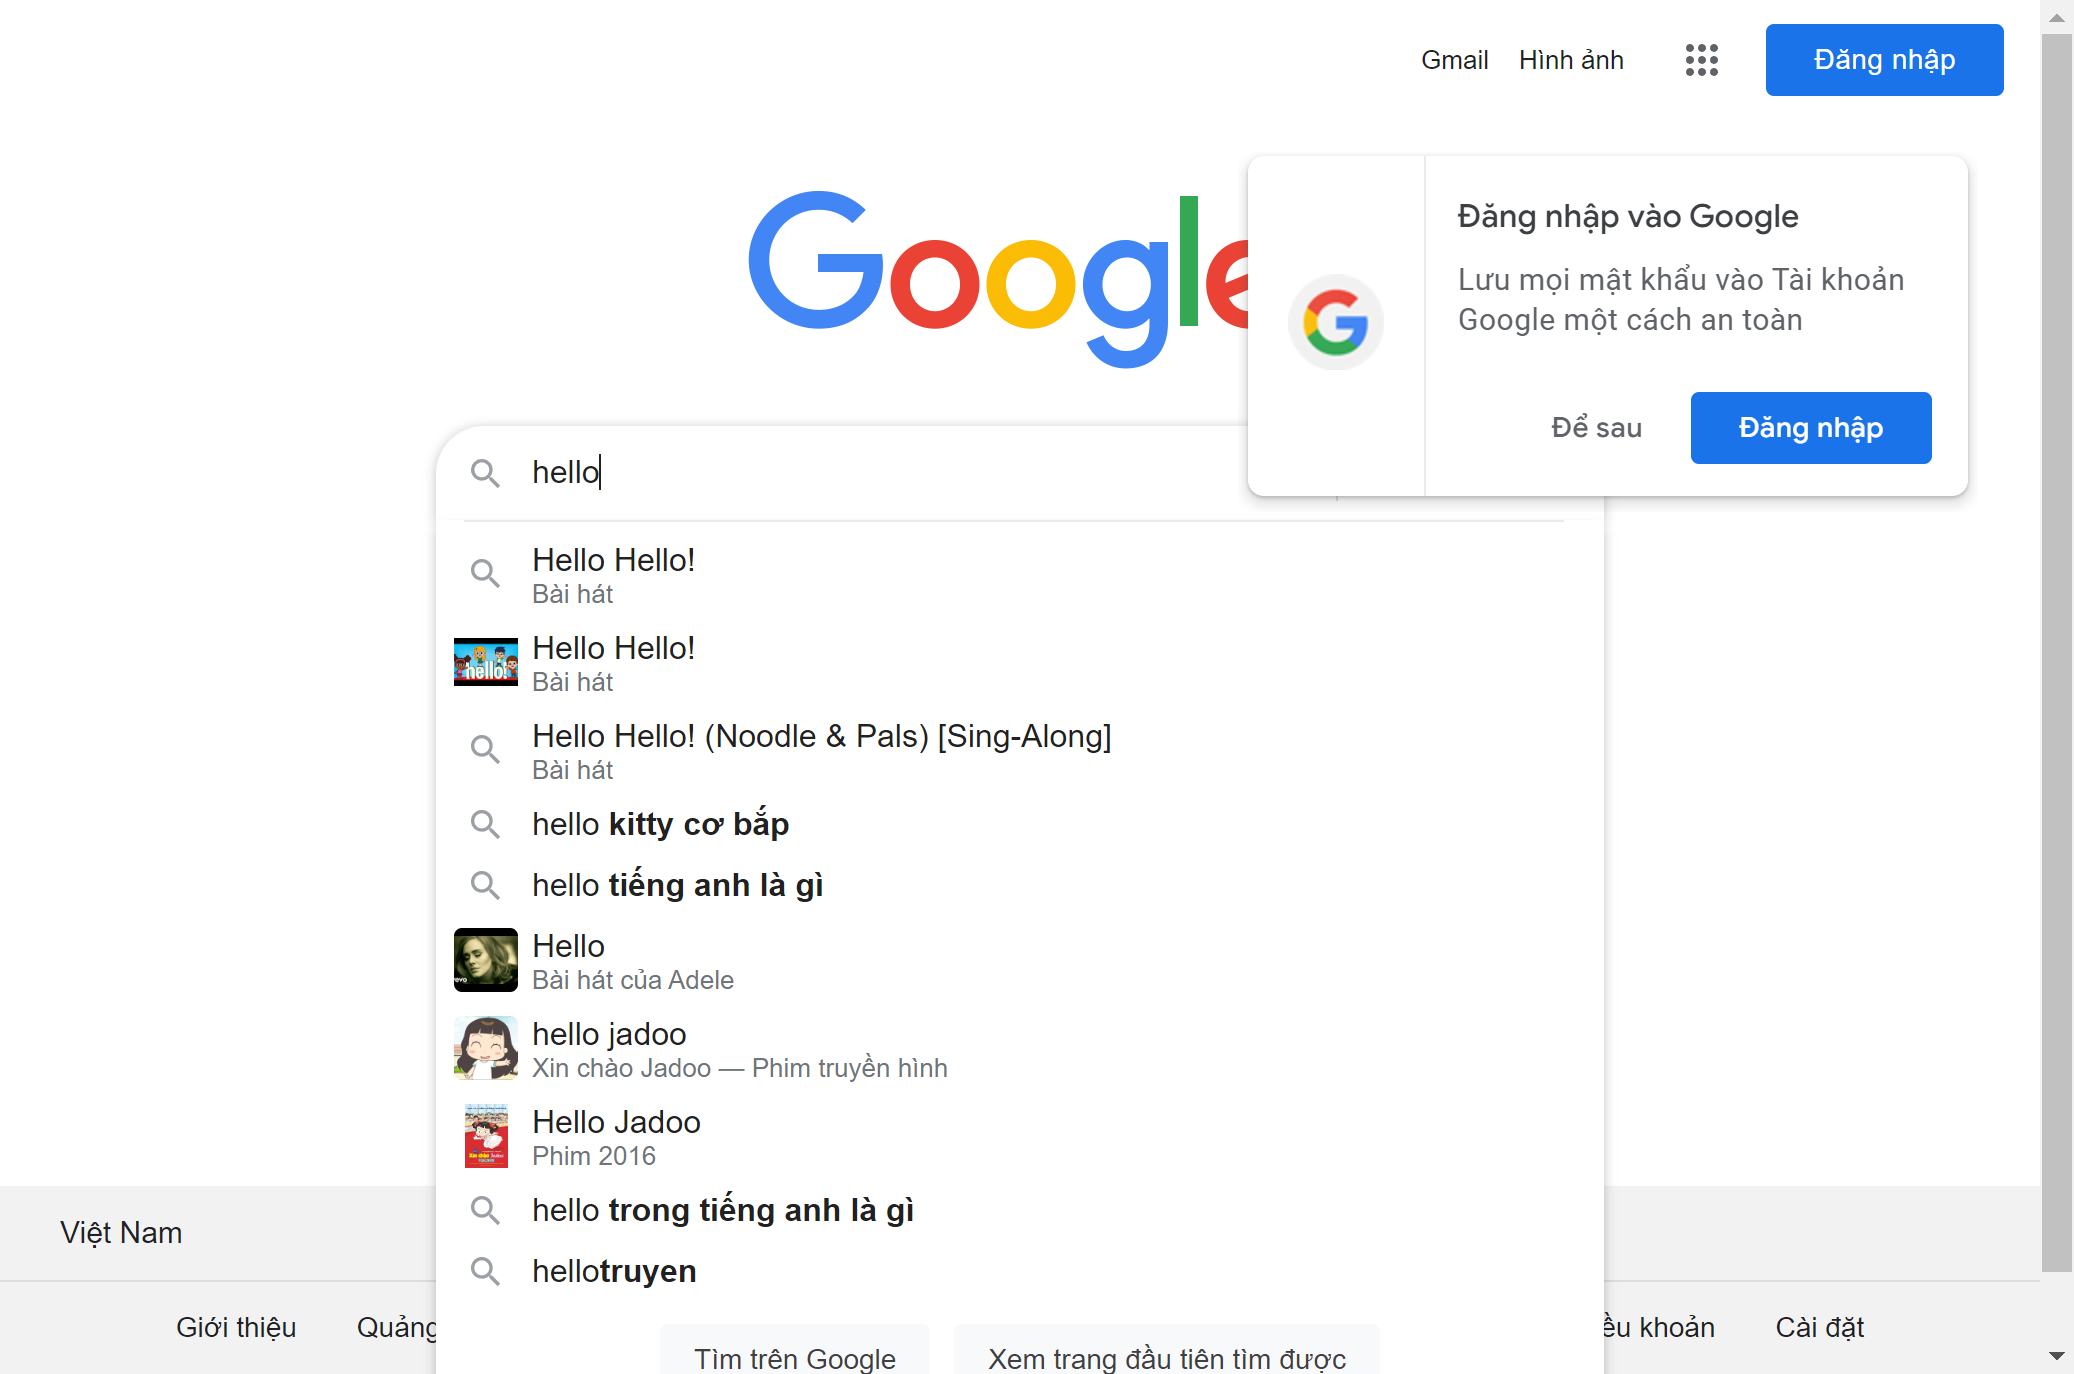 Gmail Hình ảnh Đăng nhập
Google
Đăng nhập vào Google
Lưu mọi mật khẩu vào Tài khoản
Google một cách an toàn
Để sau Đăng nhập
hello
Hello Hello!
Bài hát
hello!
Hello Hello!
Bài hát
Hello Hello! (Noodle & Pals) [Sing-Along]
Bài hát
hello kitty cơ bắp
hello tiếng anh là gì
Hello
Bài hát của Adele
hello jadoo
Xin chào Jadoo — Phim truyền hình
Hello Jadoo
Phim 2016
hello trong tiếng anh là gì
hellotruyen
Việt Nam
Giới thiệu Quảng ều khoản Cài đặt
Tìm trên Google Xem trang đầu tiên tìm được